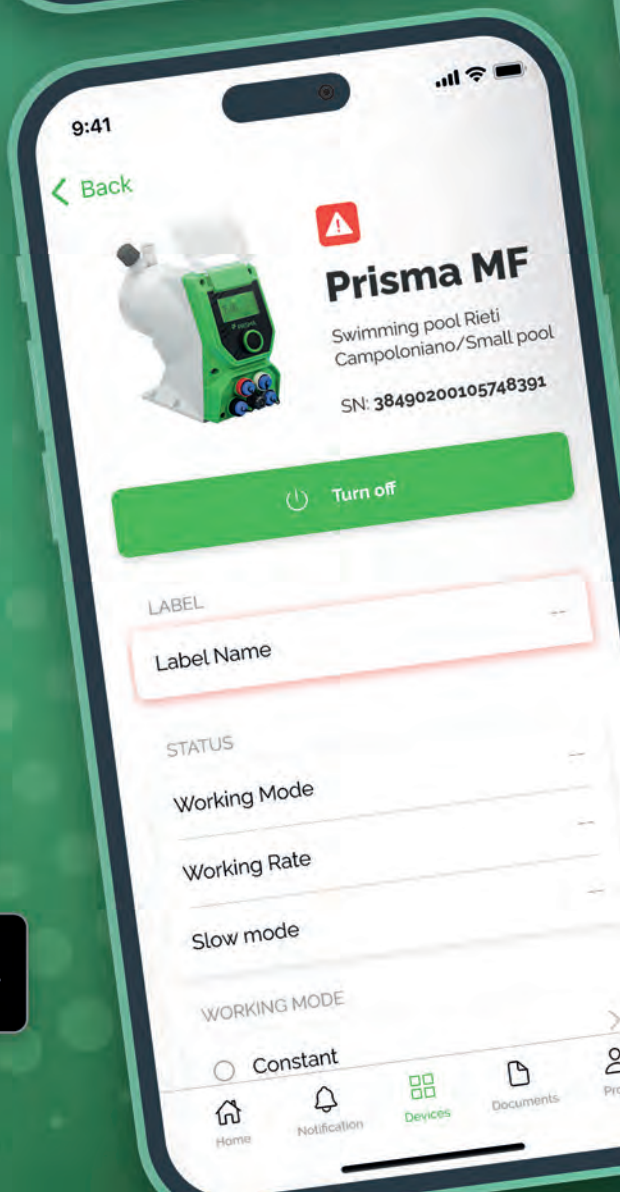 9:41
Back
Prisma MF
Swimming pool Rieti
Campoloniano/Small pool
SN: 38490200105748391
Turn off
LABEL
Label Name --
STATUS
Working Mode --
Working Rate --
Slow mode --
WORKING MODE
Constant
Home Notification Devices Documents